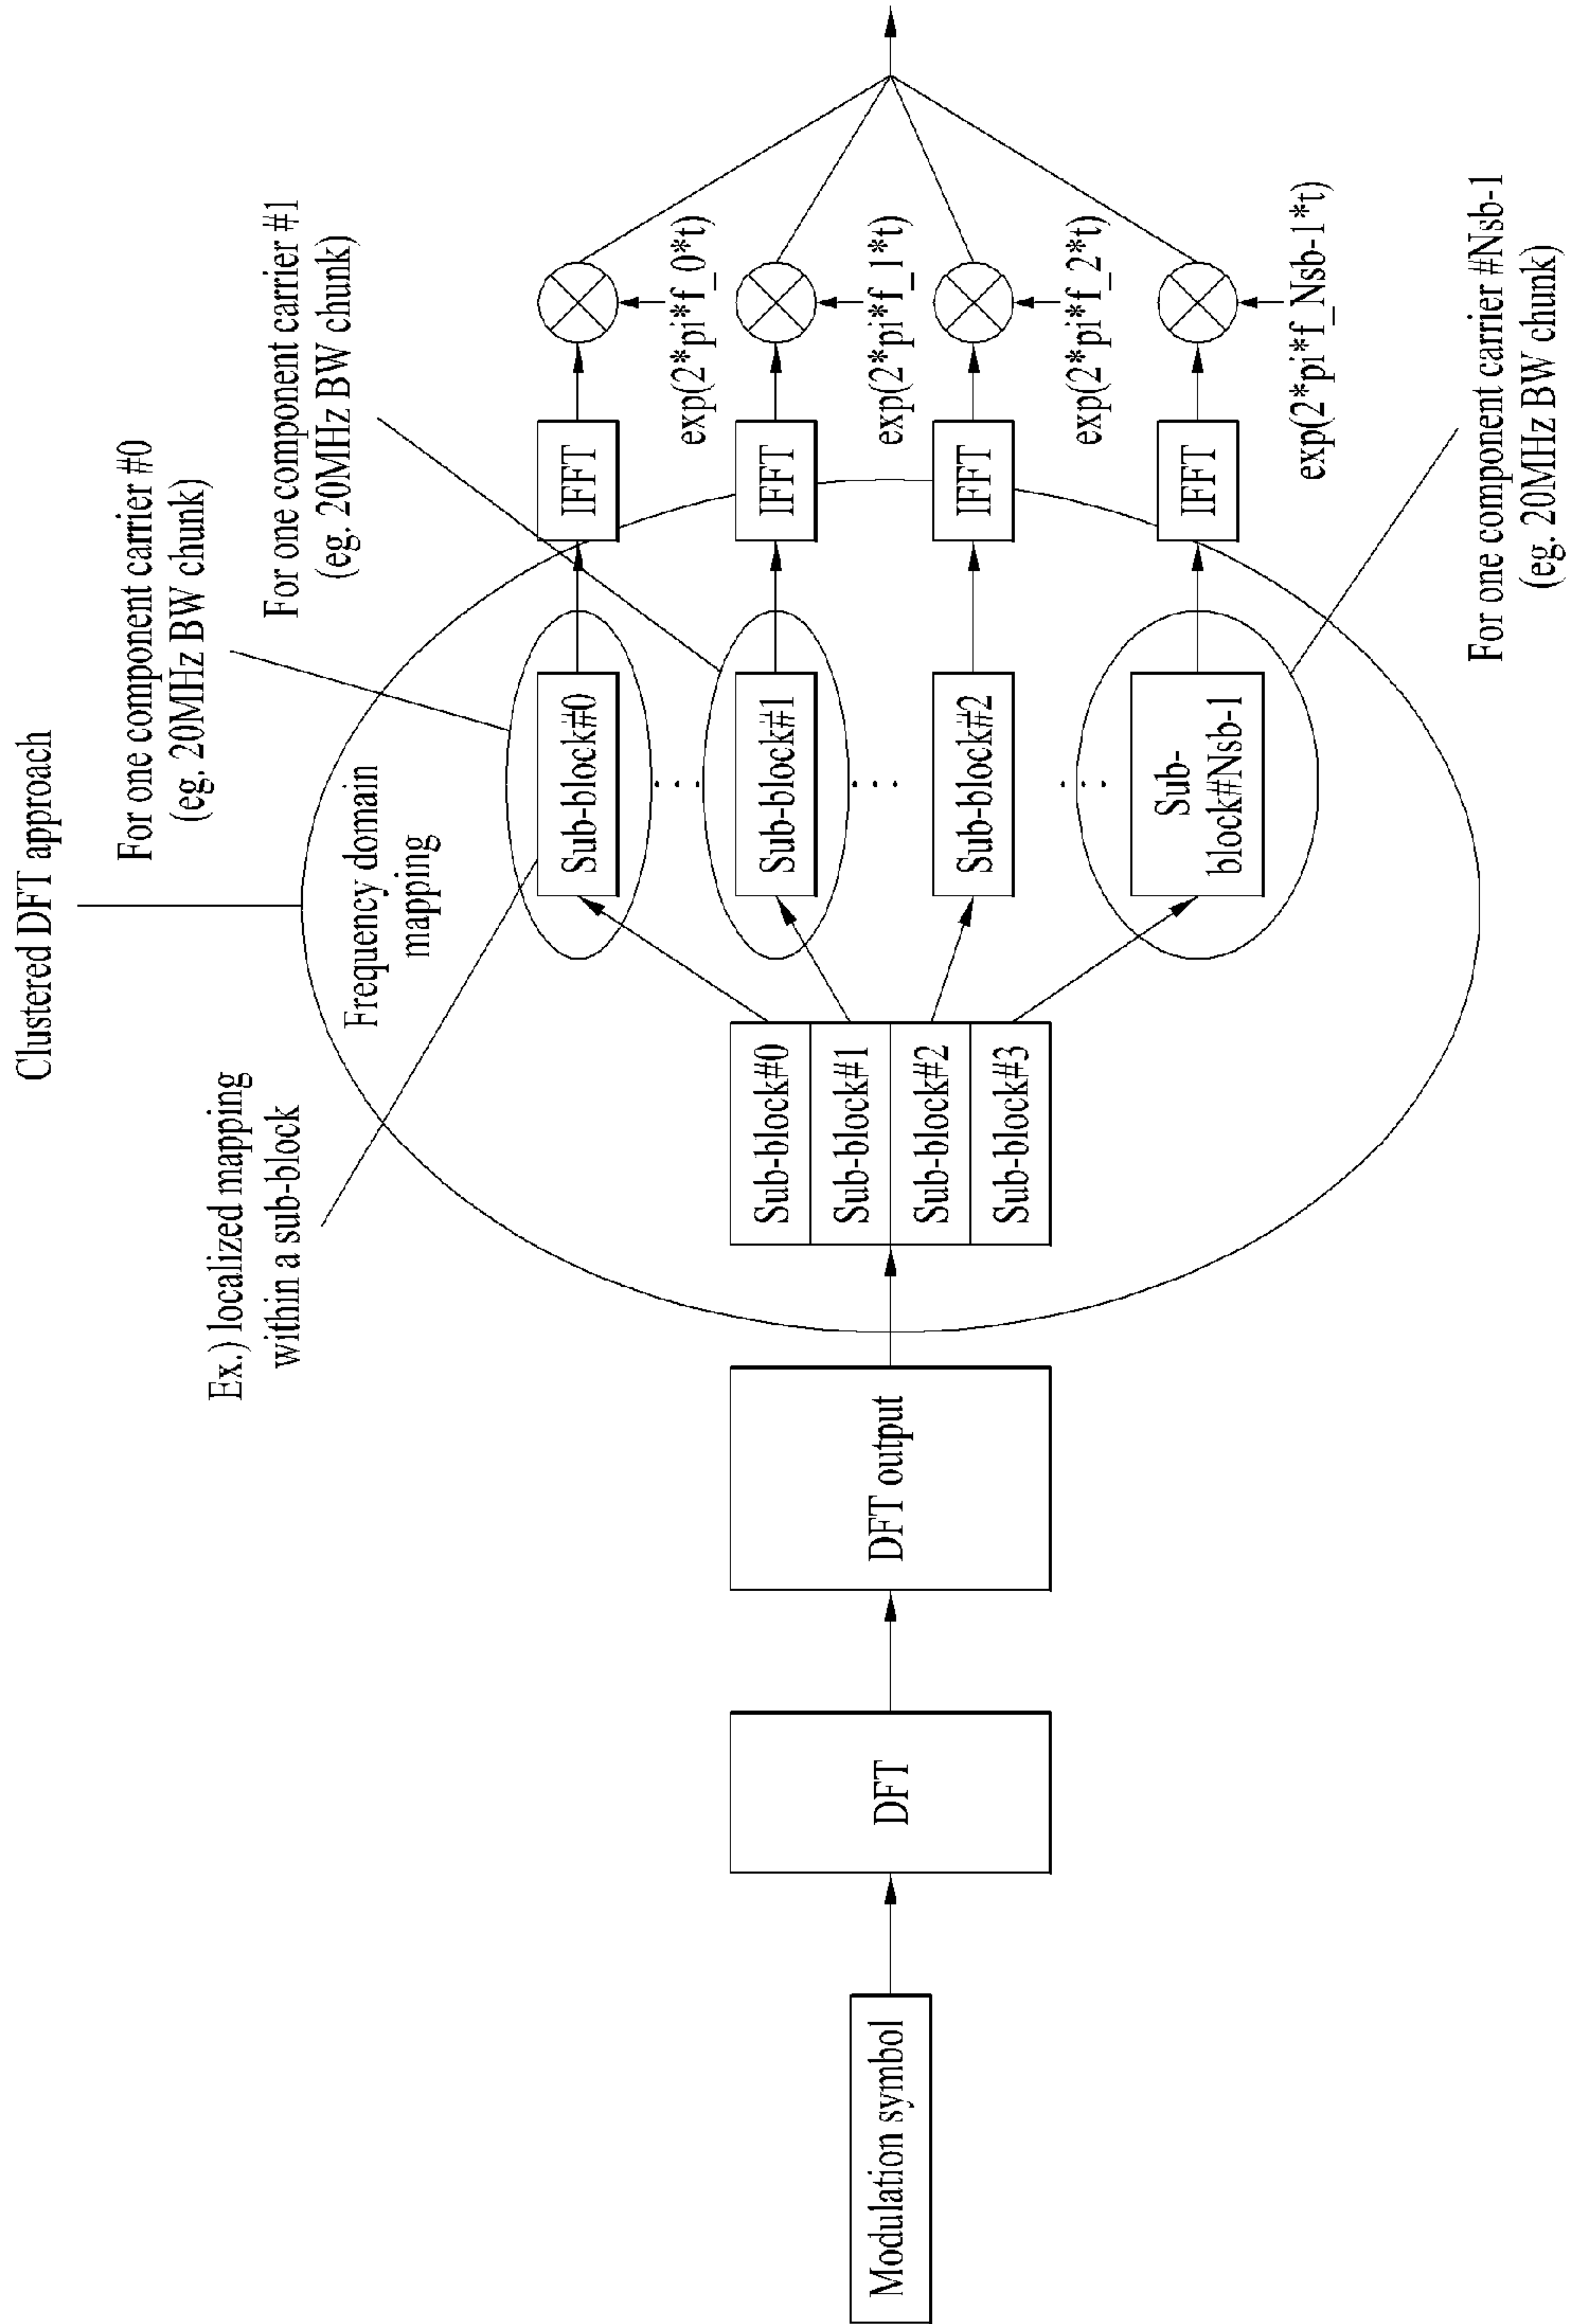 Clustered DFT approach
For one component carrier #0
(eg. 20MHz BW chunk)
For one component carrier #1
(eg. 20MHz BW chunk)
Ex.) localized mapping
within a sub-block
Frequency domain
mapping
Modulation symbol
DFT
DFT output
Sub-block#0
Sub-block#1
Sub-block#2
Sub-block#3
Sub-block#0
IFFT
exp(2*pi*f_0*t)
Sub-block#1
IFFT
exp(2*pi*f_1*t)
Sub-block#2
IFFT
exp(2*pi*f_2*t)
Sub-
block#Nsb-1
IFFT
exp(2*pi*f_Nsb-1*t)
For one component carrier #Nsb-1
(eg. 20MHz BW chunk)